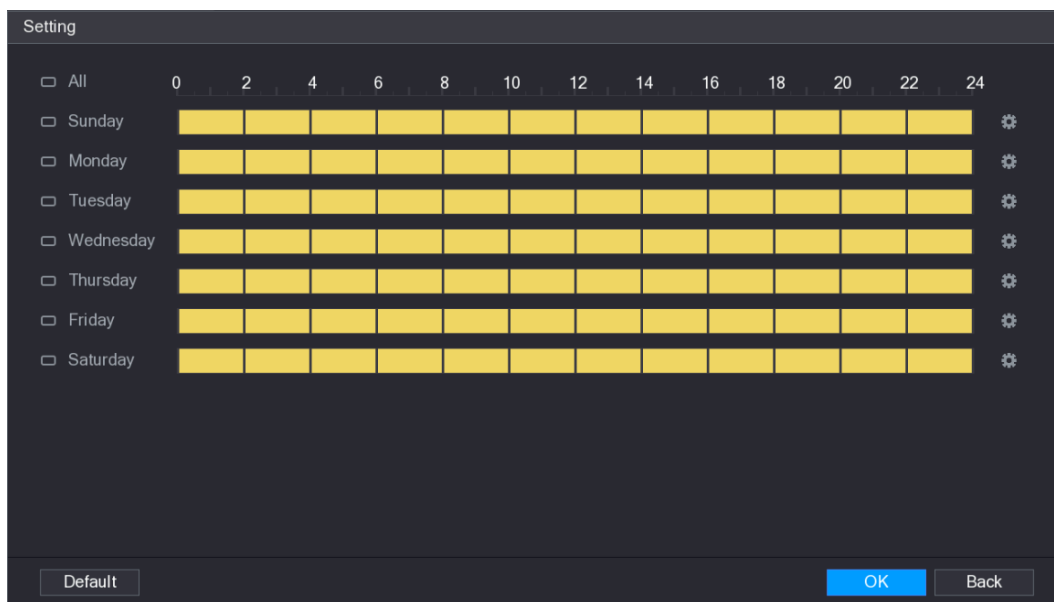 Setting
All 0 2 4 6 8 10 12 14 16 18 20 22 24
Sunday
Monday
Tuesday
Wednesday
Thursday
Friday
Saturday
Default OK Back